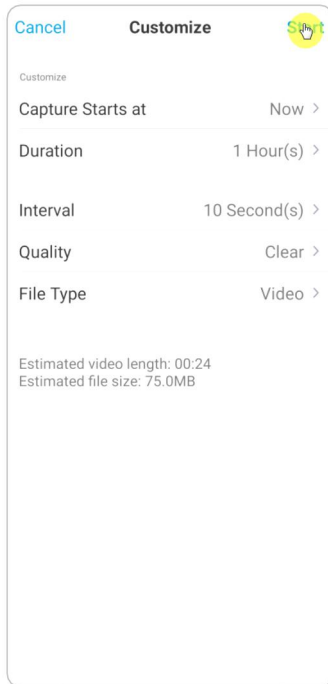 Cancel Customize Start
Customize
Capture Starts at Now >
Duration 1 Hour(s) >
Interval 10 Second(s) >
Quality Clear >
File Type Video >
Estimated video length: 00:24
Estimated file size: 75.0MB